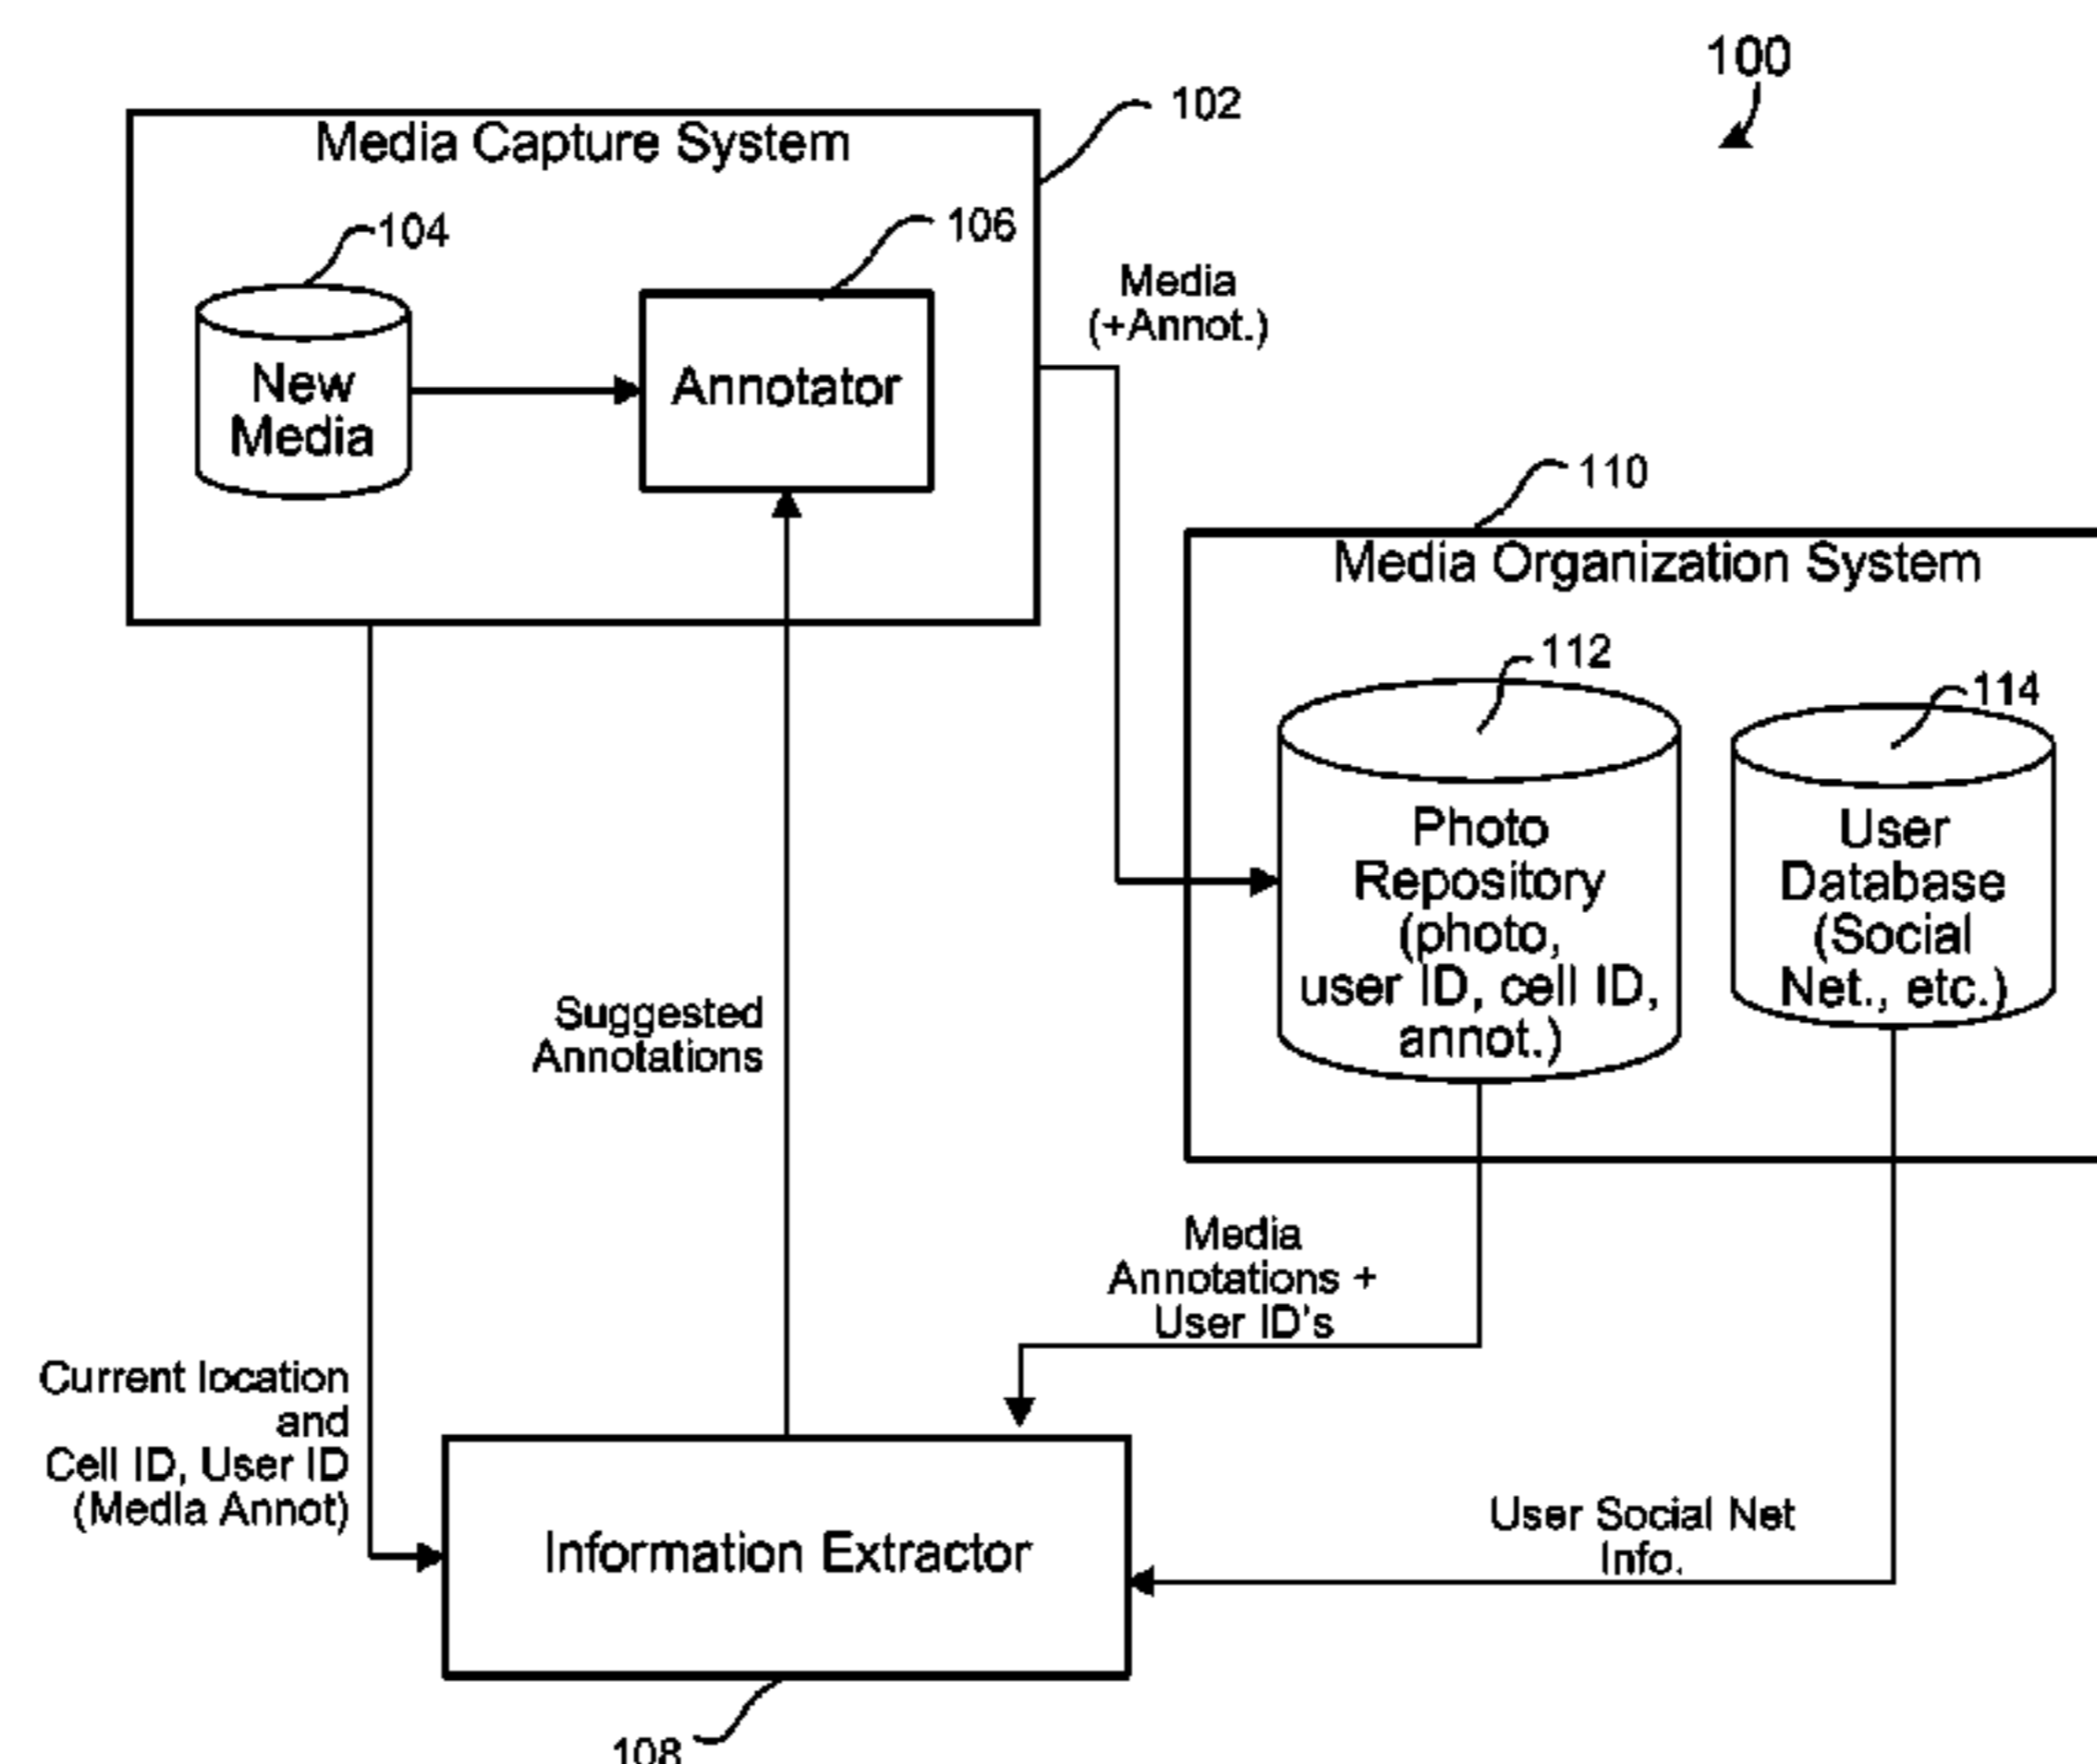 100
102
Media Capture System
104
106
New
Media
Annotator
Media
(+Annot.)
110
Media Organization System
112
114
Photo
Repository
(photo,
user ID, cell ID,
annot.)
User
Database
(Social
Net., etc.)
Suggested
Annotations
Media
Annotations +
User ID's
Current location
and
Cell ID, User ID
(Media Annot)
User Social Net
Info.
Information Extractor
108